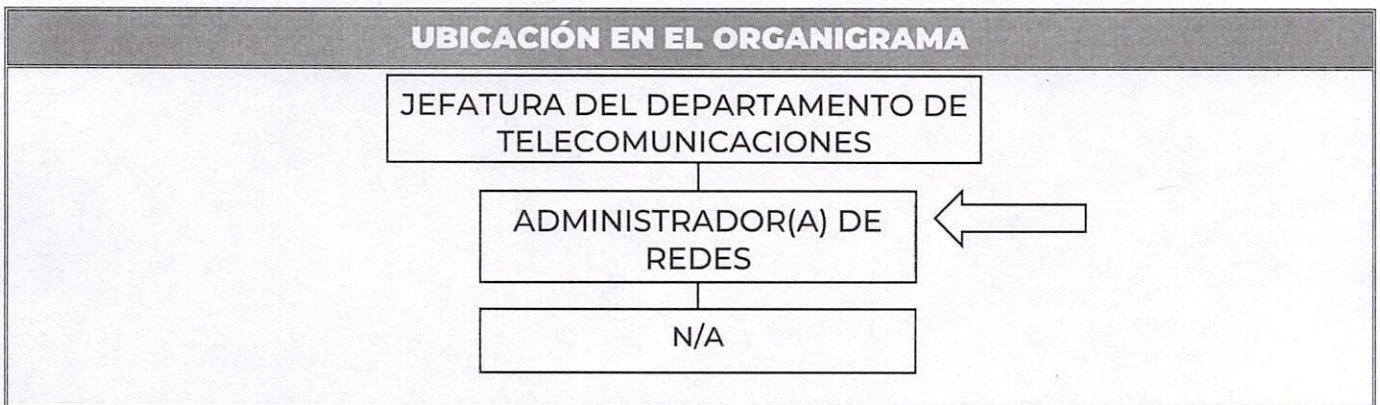 UBICACIÓN EN EL ORGANIGRAMA
JEFATURA DEL DEPARTAMENTO DE
TELECOMUNICACIONES
ADMINISTRADOR(A) DE
REDES
N/A